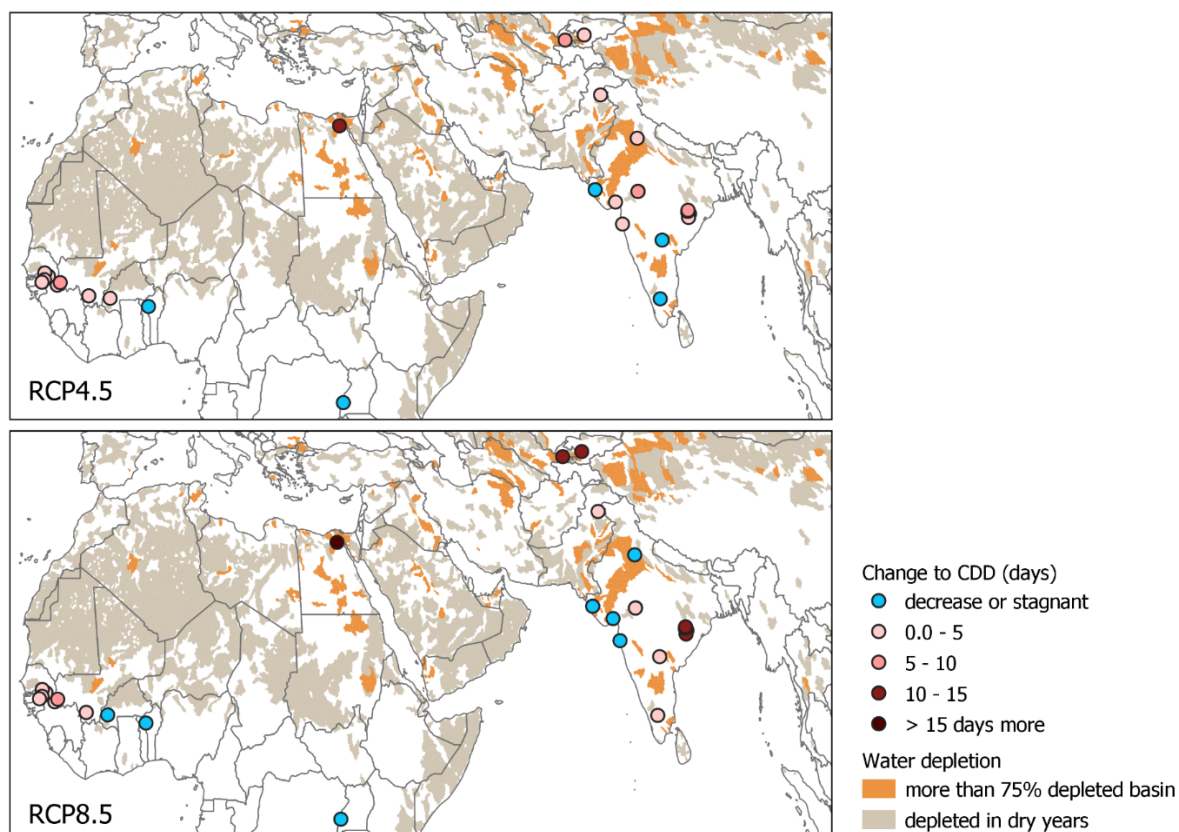 RCP4.5
RCP8.5
Change to CDD (days)
decrease or stagnant
0.0 - 5
5 - 10
10 - 15
> 15 days more
Water depletion
more than 75% depleted basin
depleted in dry years